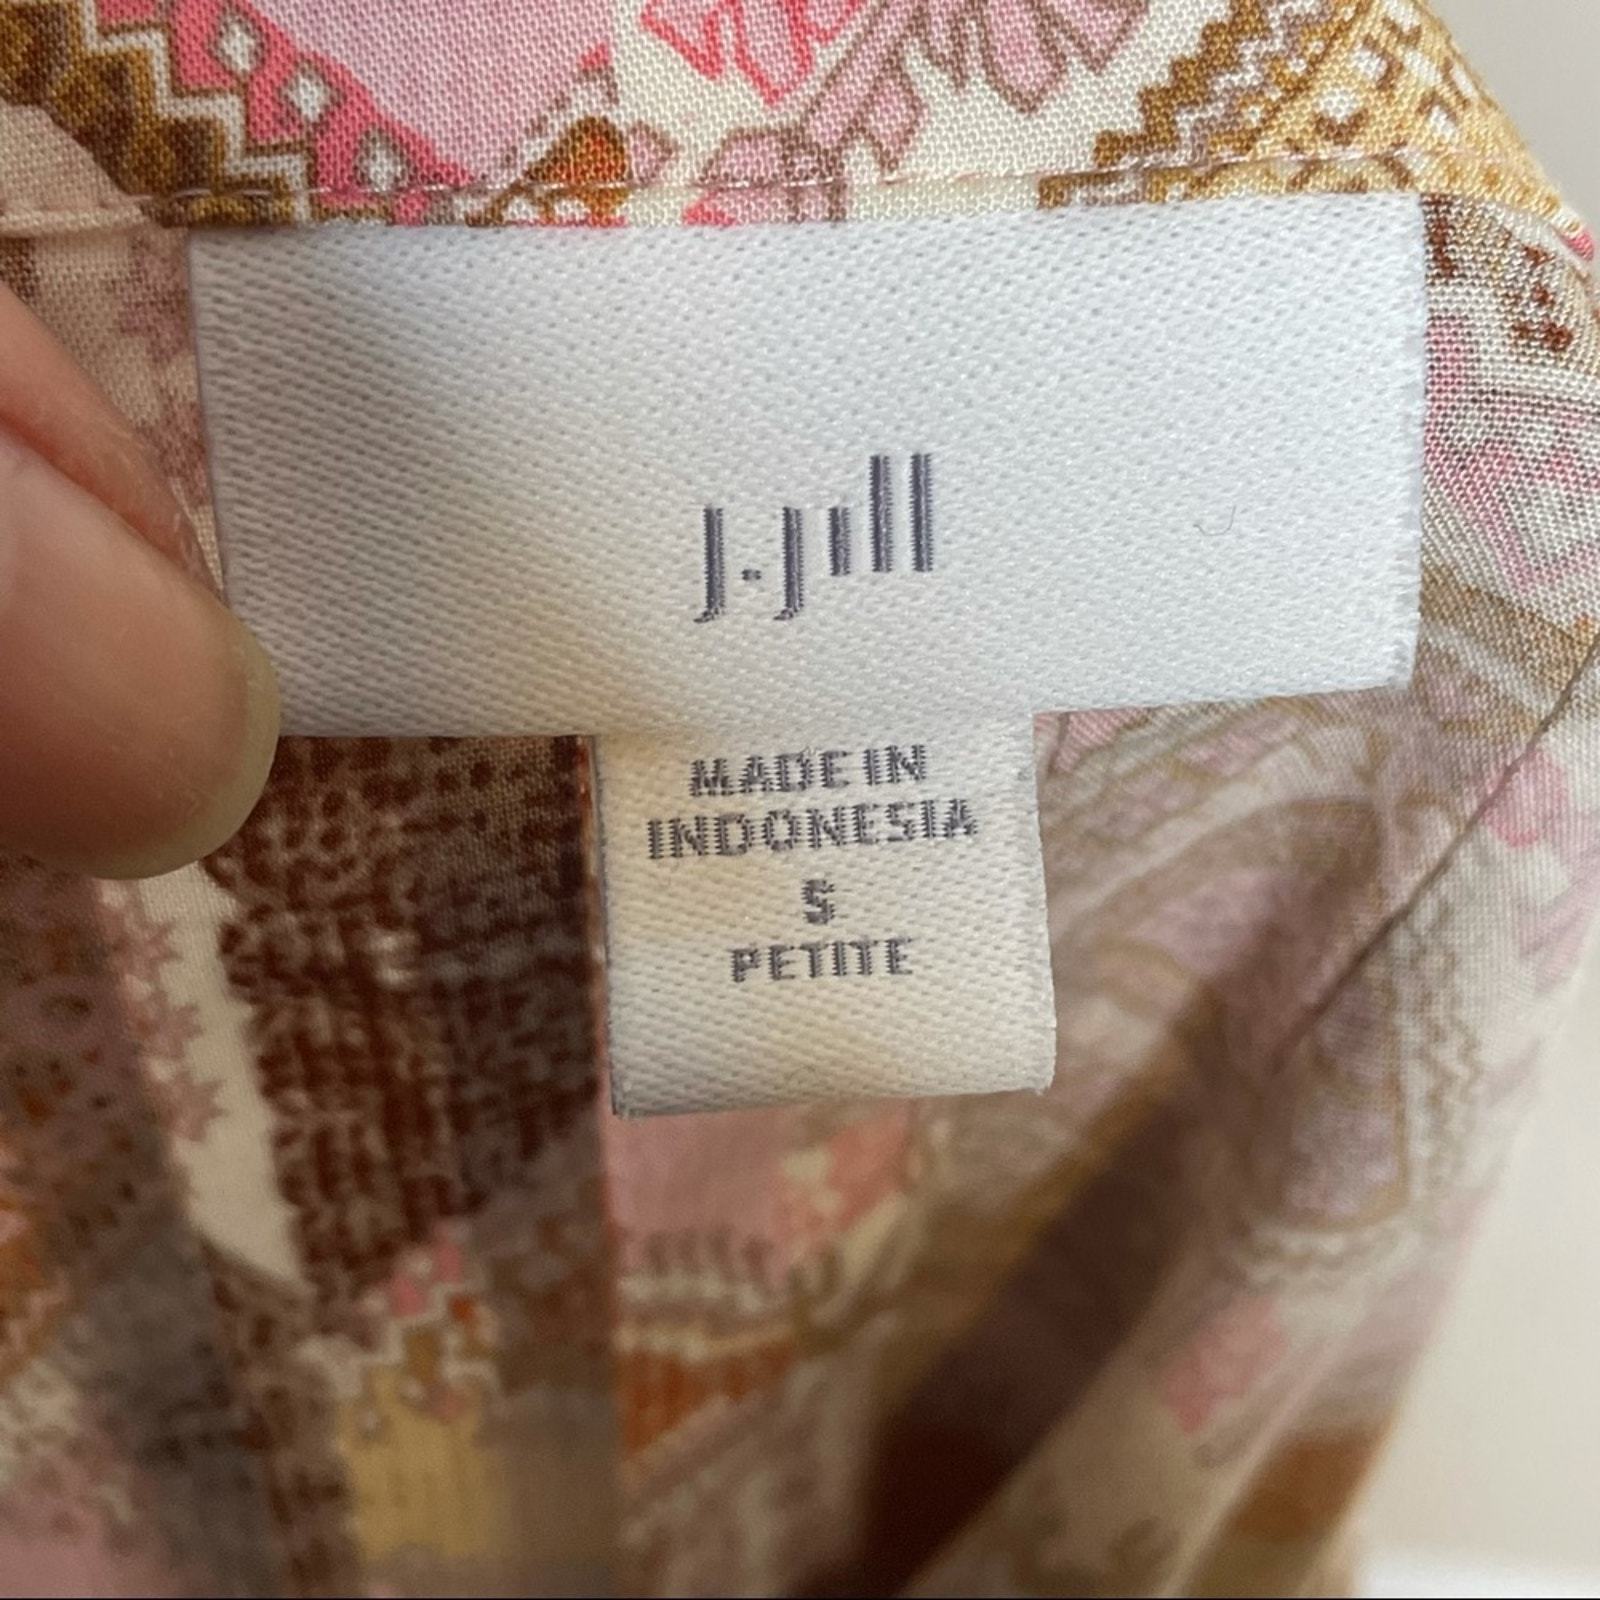 J.Jill
MADE IN
INDONESIA
S
PETITE